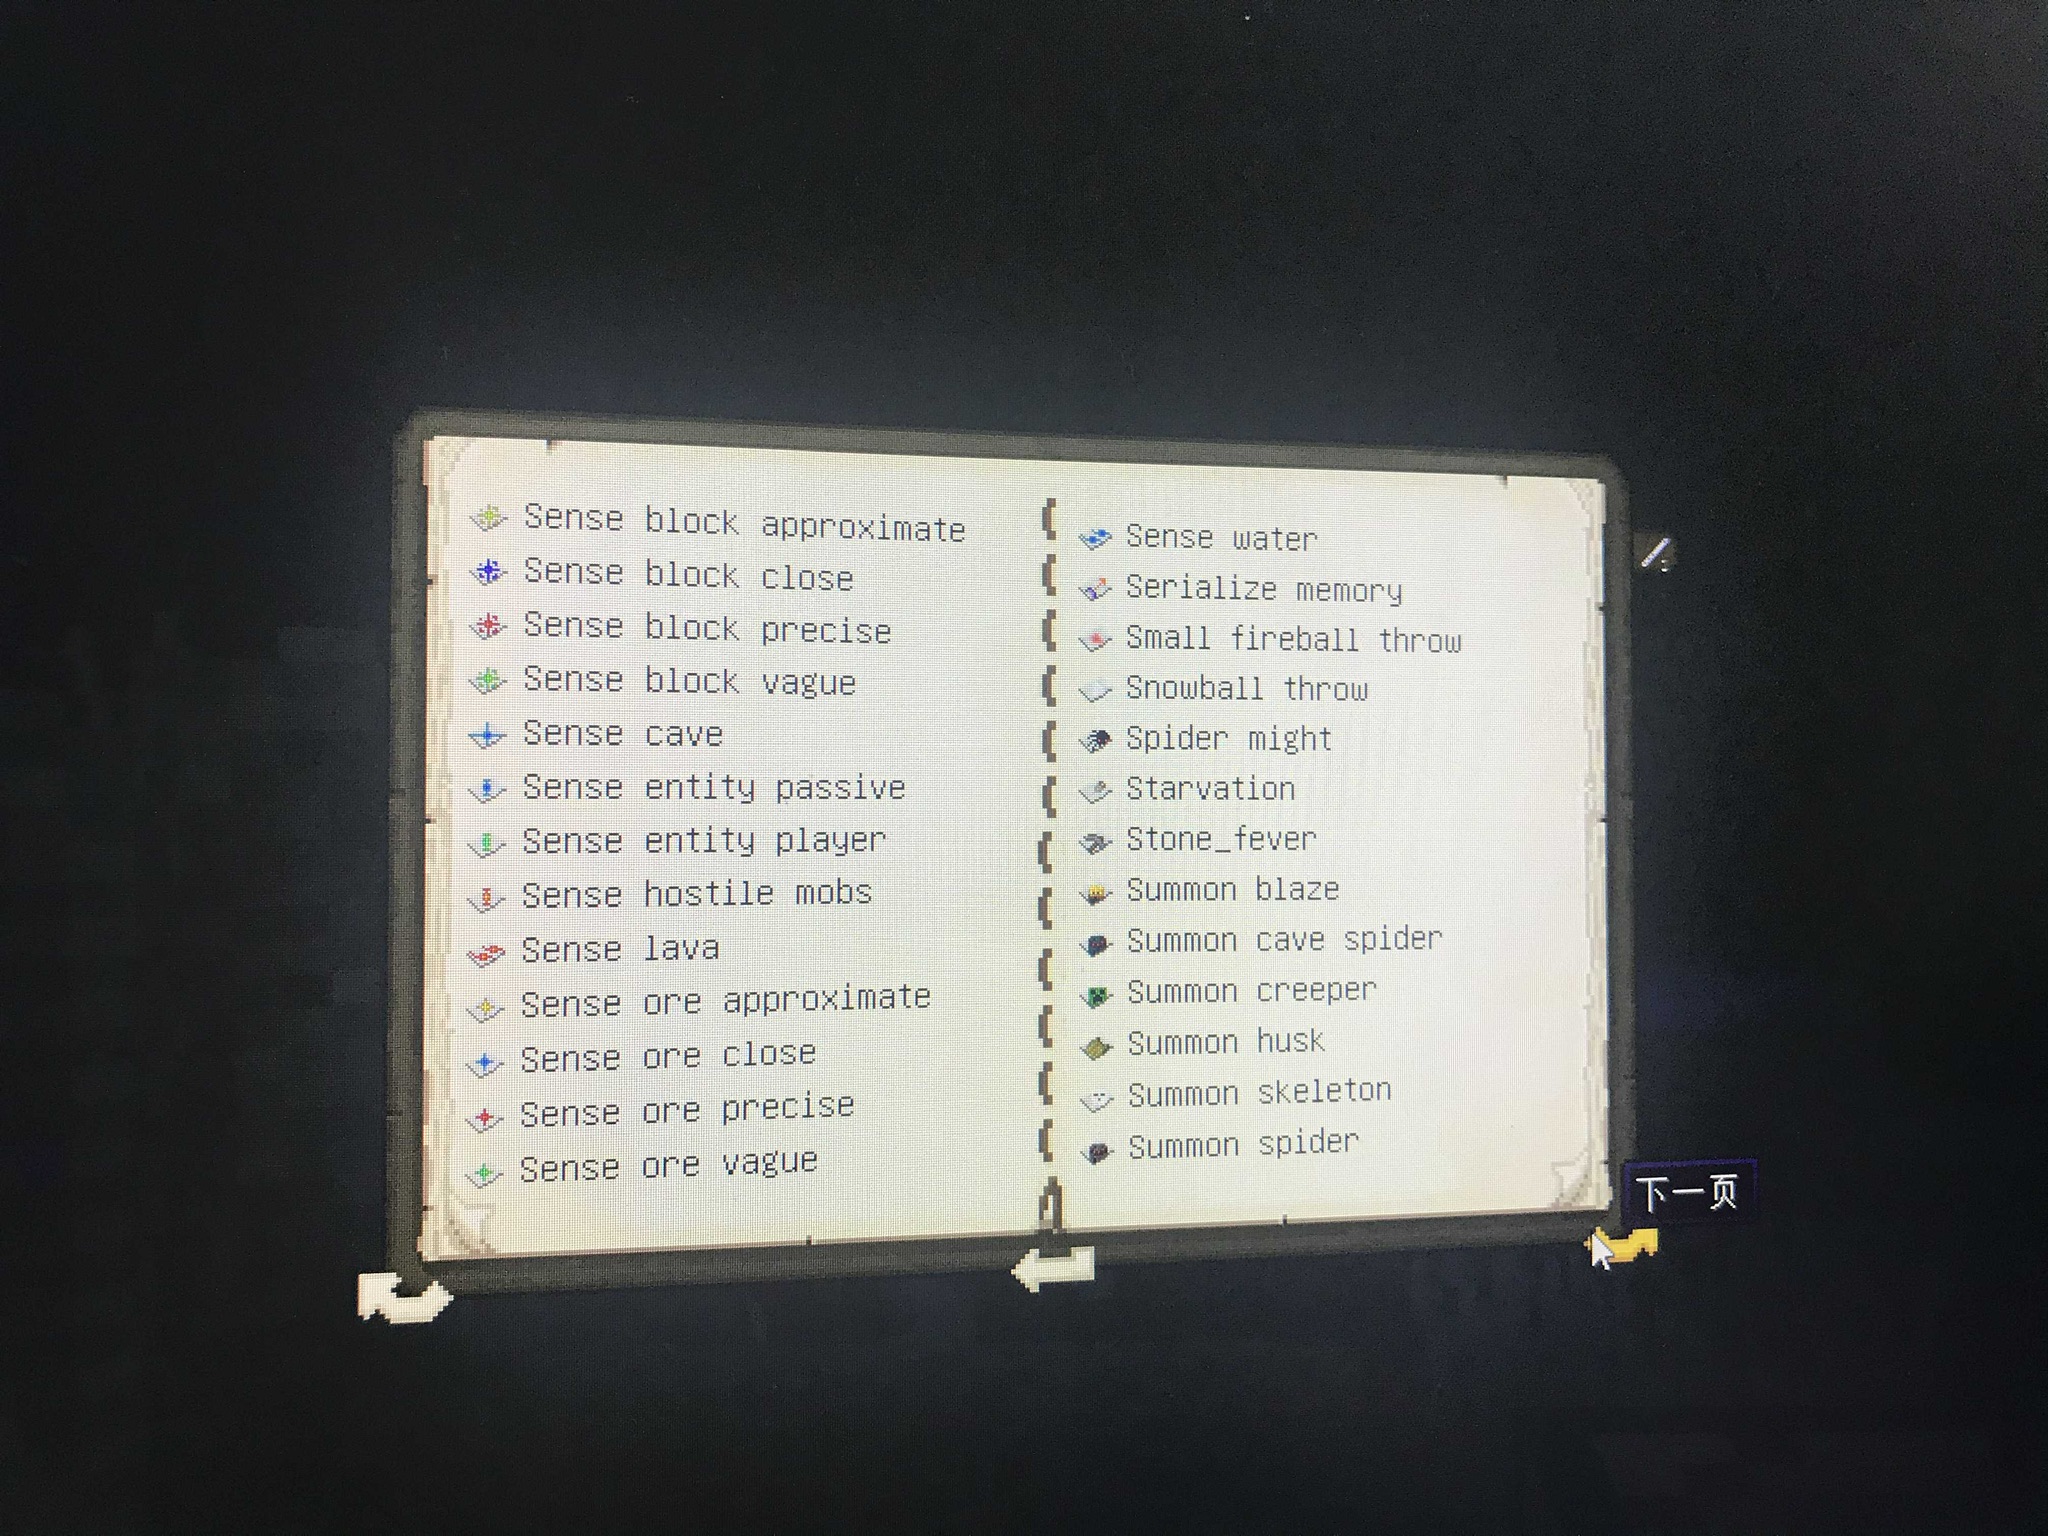 Sense block approximate
Sense block close
Sense block precise
Sense block vague
Sense cave
Sense entity passive
Sense entity player
Sense hostile mobs
Sense lava
Sense ore approximate
Sense ore close
Sense ore precise
Sense ore vague
Sense water
Serialize memory
Small fireball throw
Snowball throw
Spider might
Starvation
Stone_fever
Summon blaze
Summon cave spider
Summon creeper
Summon husk
Summon skeleton
Summon spider
下一页